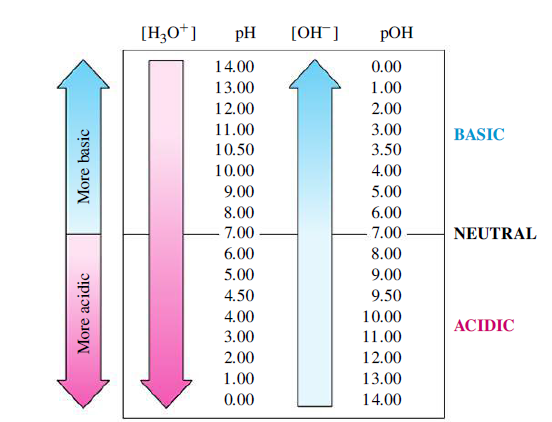 [H₃O⁺] pH [OH⁻] pOH
14.00 0.00
13.00 1.00
12.00 2.00
11.00 3.00 BASIC
10.50 3.50
10.00 4.00
9.00 5.00
8.00 6.00
7.00 7.00 NEUTRAL
6.00 8.00
5.00 9.00
4.50 9.50
4.00 10.00 ACIDIC
3.00 11.00
2.00 12.00
1.00 13.00
0.00 14.00
More basic
More acidic